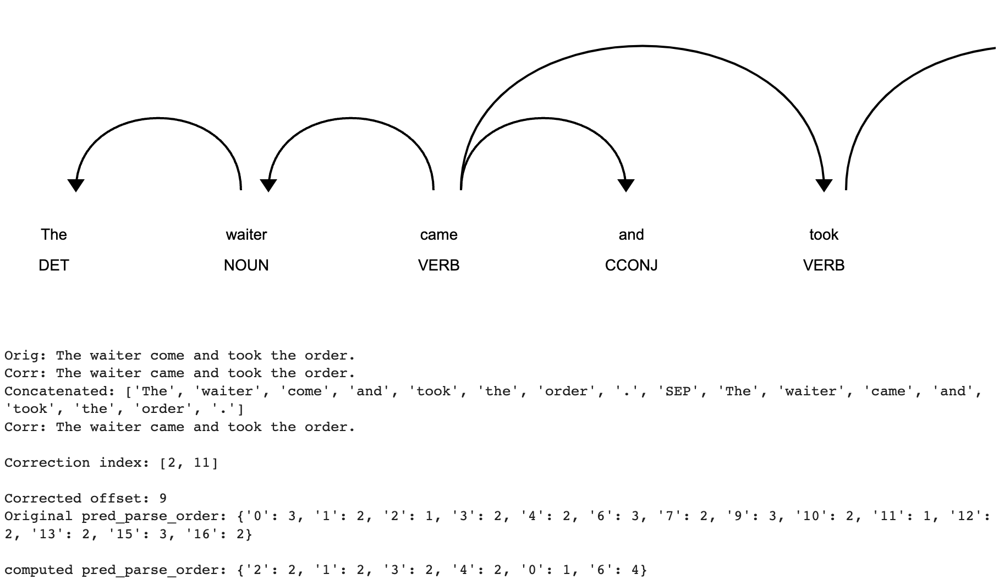 The waiter came and took
DET NOUN VERB CCONJ VERB
Orig: The waiter come and took the order.
Corr: The waiter came and took the order.
Concatenated: ['The', 'waiter', 'come', 'and', 'took', 'the', 'order', '.', 'SEP', 'The', 'waiter', 'came', 'and',
'took', 'the', 'order', '.']
Corr: The waiter came and took the order.
Correction index: [2, 11]
Corrected offset: 9
Original pred_parse_order: {'0': 3, '1': 2, '2': 1, '3': 2, '4': 2, '6': 3, '7': 2, '9': 3, '10': 2, '11': 1, '12':
2, '13': 2, '15': 3, '16': 2}
computed pred_parse_order: {'2': 2, '1': 2, '3': 2, '4': 2, '0': 1, '6': 4}